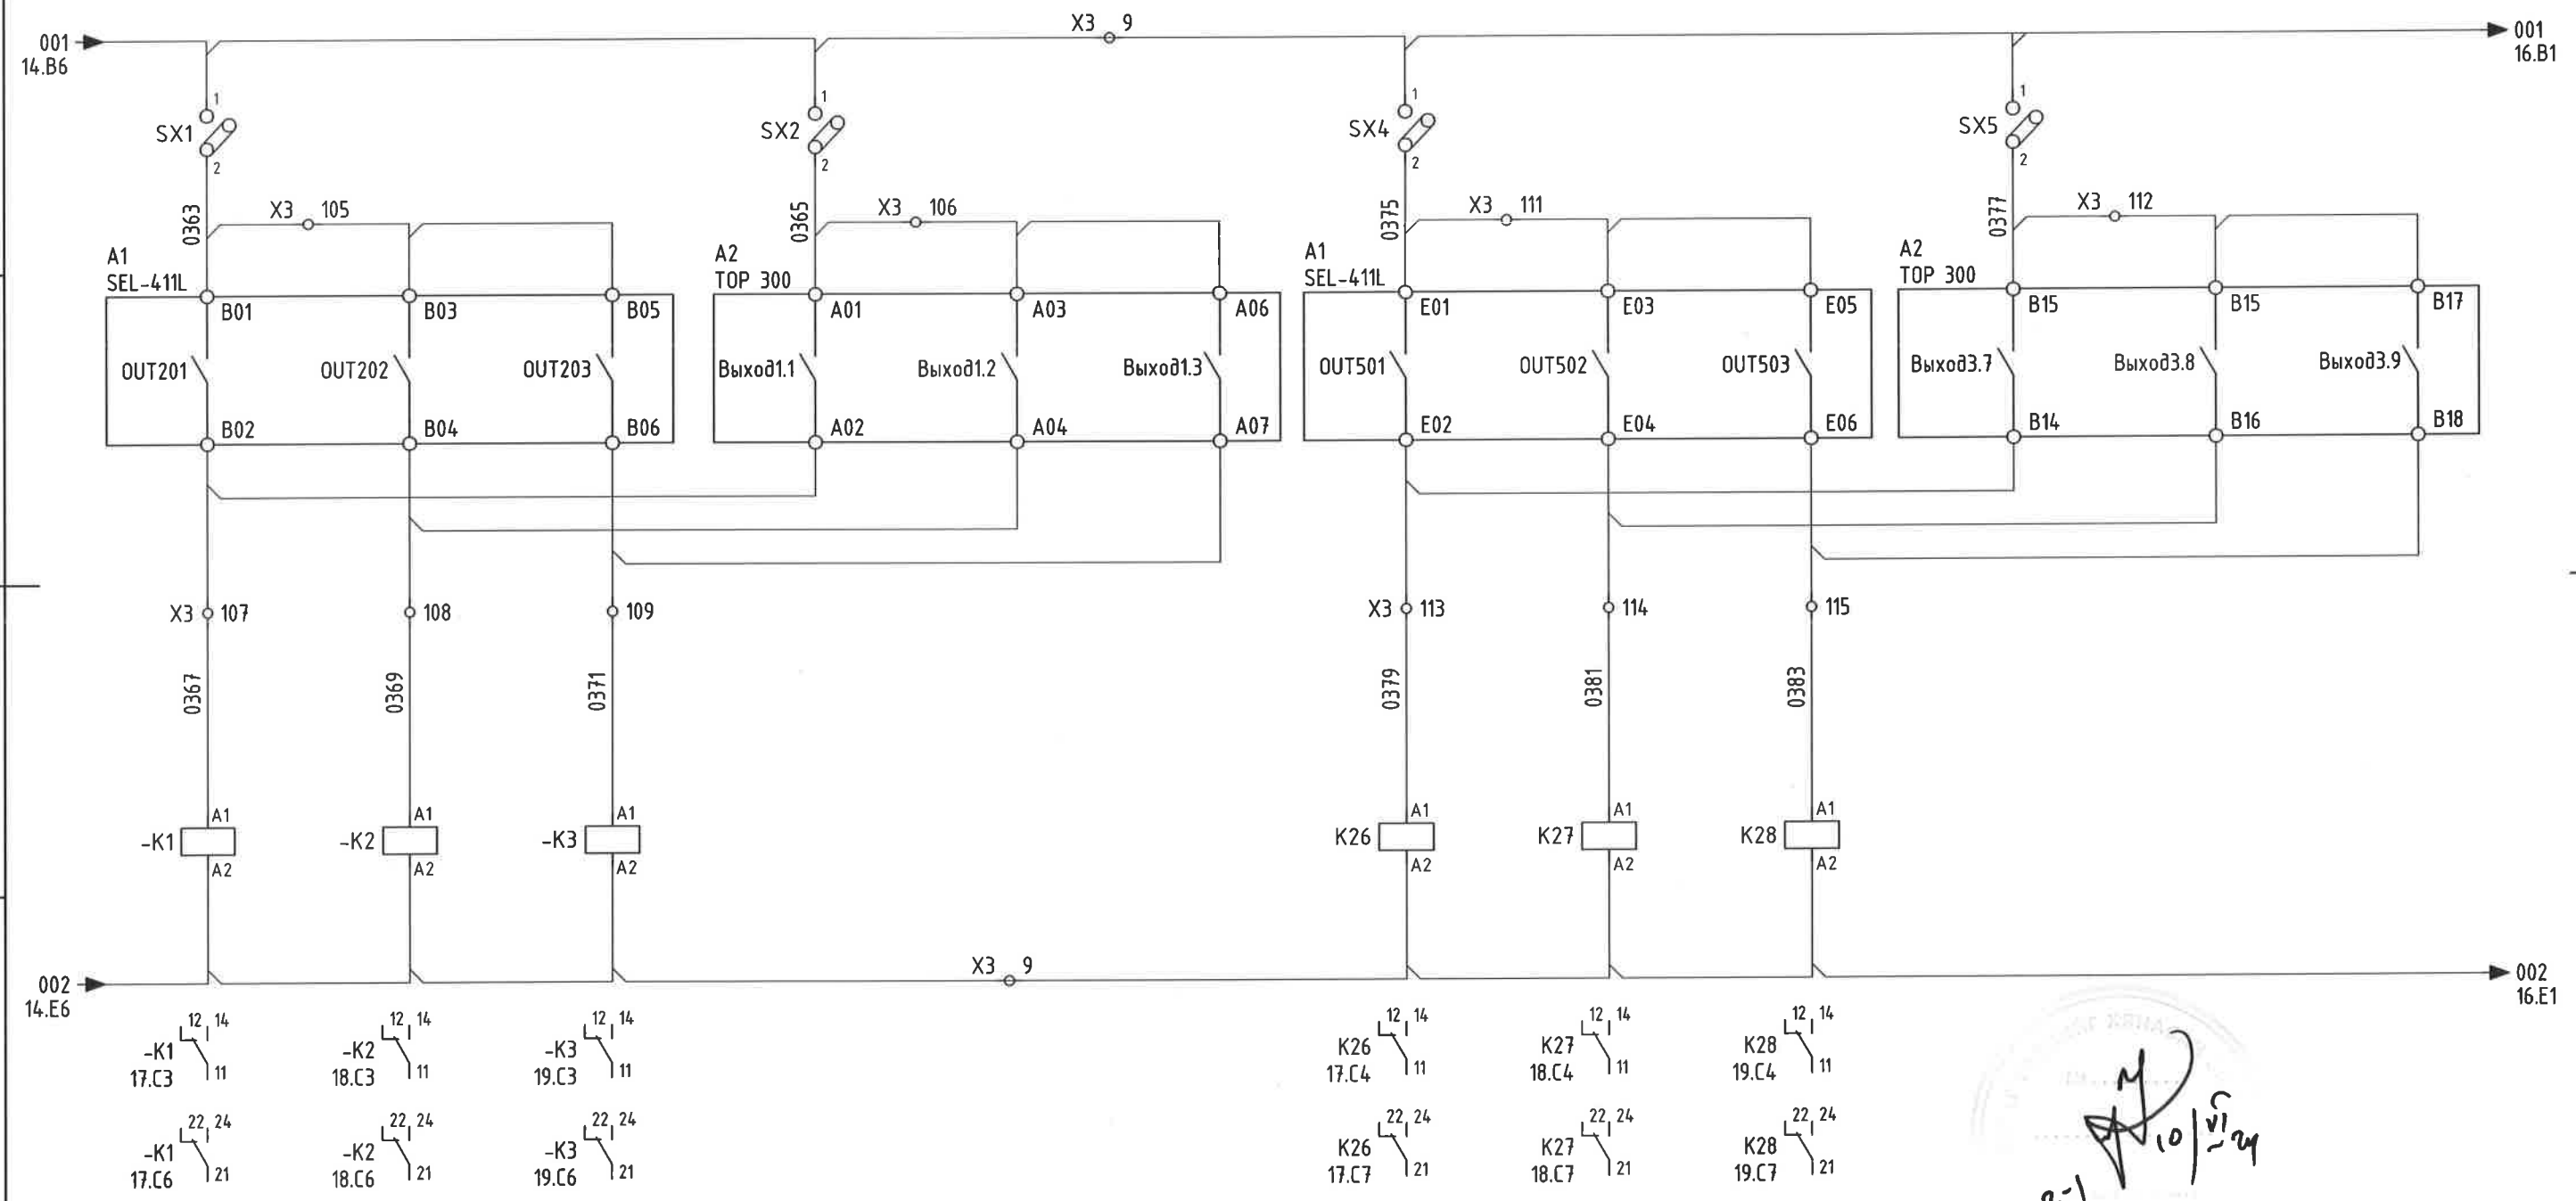 X3 9
001 001
14.B6 16.B1
1 1 1 1
SX1 SX2 SX4 SX5
2 2 2 2
0363 X3 105 0365 X3 106 0375 X3 111 0377 X3 112
A1 A2 A1 A2
SEL-411L TOP 300 SEL-411L TOP 300
B01 B03 B05 A01 A03 A06 E01 E03 E05 B15 B15 B17
OUT201 OUT202 OUT203 Выход1.1 Выход1.2 Выход1.3 OUT501 OUT502 OUT503 Выход3.7 Выход3.8 Выход3.9
B02 B04 B06 A02 A04 A07 E02 E04 E06 B14 B16 B18
X3 107 108 109 X3 113 114 115
0367 0369 0371 0379 0381 0383
A1 A1 A1 A1 A1 A1
-K1 -K2 -K3 K26 K27 K28
A2 A2 A2 A2 A2 A2
X3 9
002 002
14.E6 16.E1
12 14 12 14 12 14 12 14 12 14 12 14
-K1 -K2 -K3 K26 K27 K28
11 11 11 11 11 11
17.C3 18.C3 19.C3 17.C4 18.C4 19.C4
22 24 22 24 22 24 22 24 22 24 22 24
-K1 -K2 -K3 K26 K27 K28
21 21 21 21 21 21
17.C6 18.C6 19.C6 17.C7 18.C7 19.C7
10 VI 24